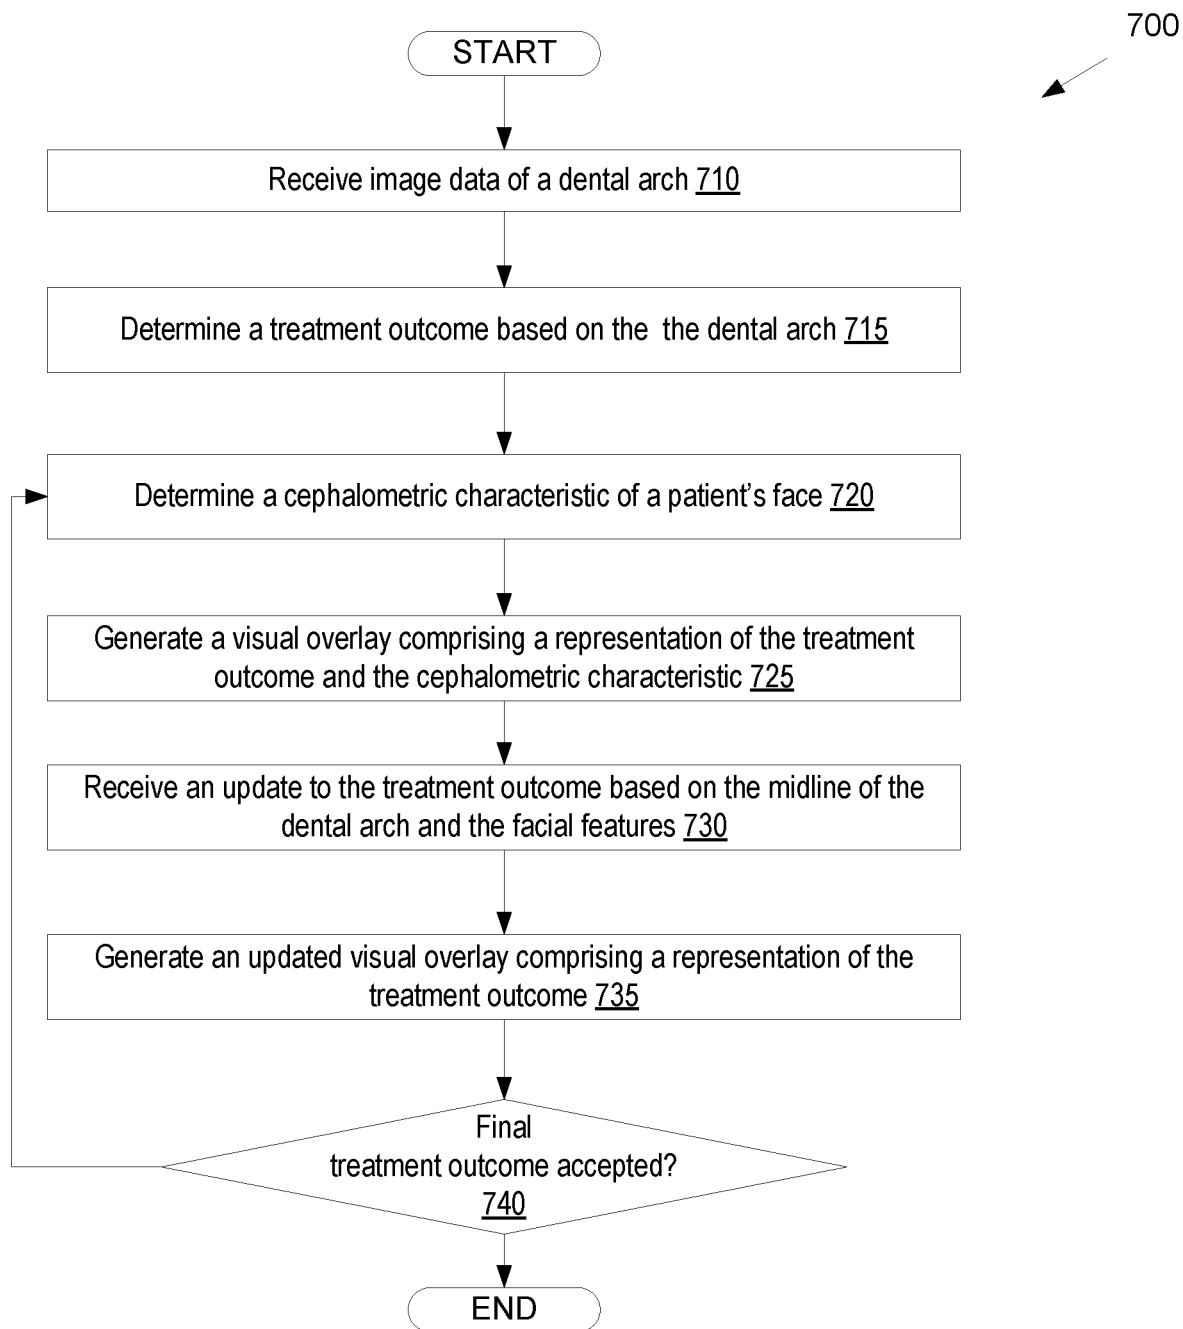 700
START
Receive image data of a dental arch 710
Determine a treatment outcome based on the  the dental arch 715
Determine a cephalometric characteristic of a patient’s face 720
Generate a visual overlay comprising a representation of the treatment
outcome and the cephalometric characteristic 725
Receive an update to the treatment outcome based on the midline of the
dental arch and the facial features 730
Generate an updated visual overlay comprising a representation of the
treatment outcome 735
Final
treatment outcome accepted?
740
END